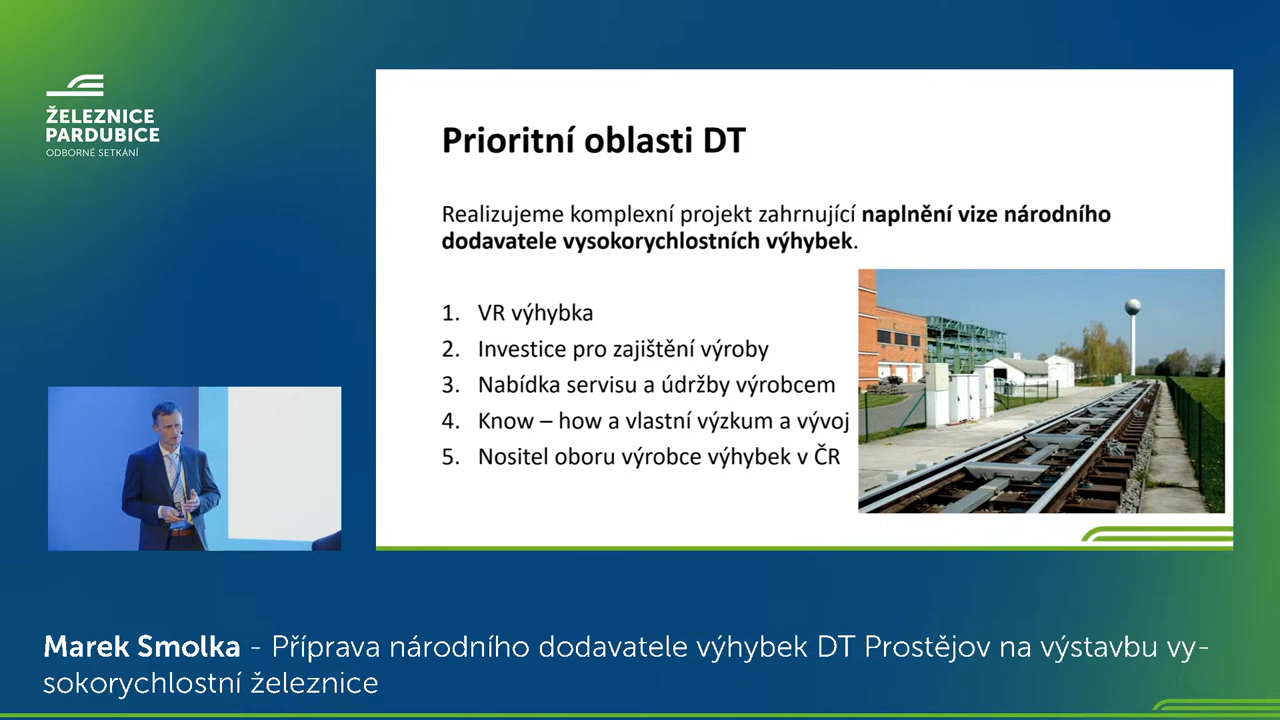 ŽELEZNICE
PARDUBICE
ODBORNÉ SETKÁNÍ
Prioritní oblasti DT
Realizujeme komplexní projekt zahrnující naplnění vize národního
dodavatele vysokorychlostních výhybek.
1. VR výhybka
2. Investice pro zajištění výroby
3. Nabídka servisu a údržby výrobcem
4. Know – how a vlastní výzkum a vývoj
5. Nositel oboru výrobce výhybek v ČR
Marek Smolka - Příprava národního dodavatele výhybek DT Prostějov na výstavbu vy-
sokorychlostní železnice